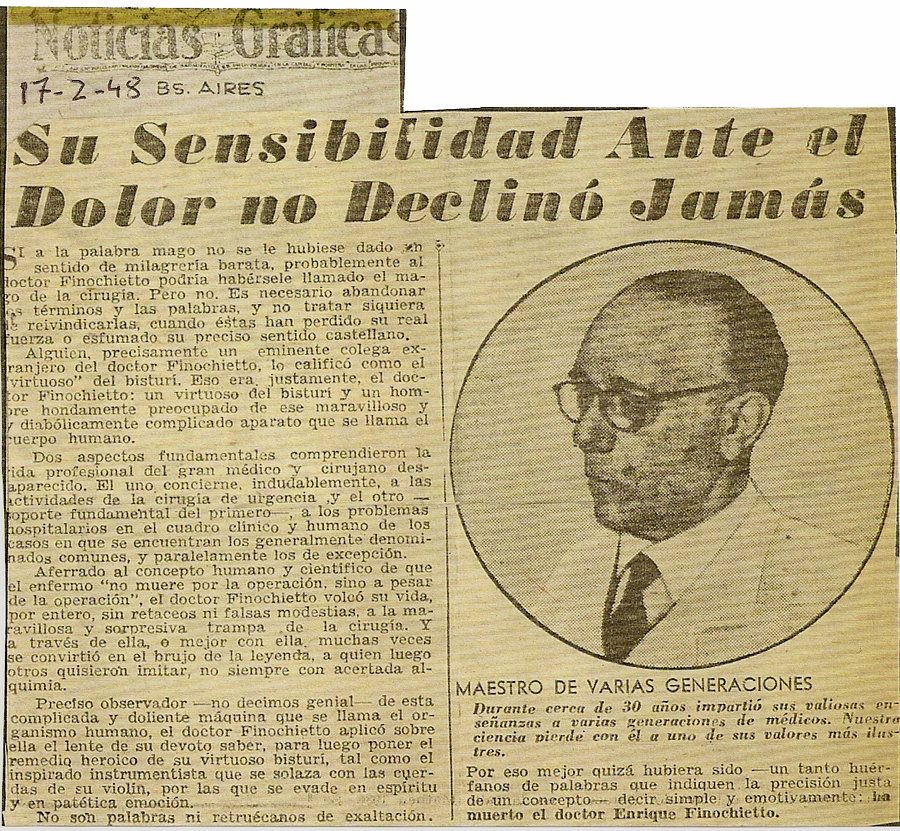 Noticias Gráficas
17-2-48 BS. AIRES
Su Sensibilidad Ante el
Dolor no Declinó Jamás
SI a la palabra mago no se le hubiese dado un
sentido de milagrería barata, probablemente al
doctor Finochietto podría habérsele llamado el ma-
go de la cirugía. Pero no. Es necesario abandonar
s términos y las palabras, y no tratar siquiera
de reivindicarlas, cuando éstas han perdido su real
uerza o esfumado su preciso sentido castellano.
Alguien, precisamente un eminente colega ex-
ranjero del doctor Finochietto, lo calificó como el
virtuoso" del bisturí. Eso era, justamente, el doc-
or Finochietto: un virtuoso del bisturí y un hom-
re hondamente preocupado de ese maravilloso y
y diabólicamente complicado aparato que se llama el
uerpo humano.
Dos aspectos fundamentales comprendieron la
ida profesional del gran médico y cirujano des-
aparecido. El uno, concierne, indudablemente, a las
ctividades de la cirugía de urgencia ,y el otro —
oporte fundamental del primero—, a los problemas
hospitalarios en el cuadro clínico y humano de los
casos en que se encuentran los generalmente denomi-
nados comunes, y paralelamente los de excepción.
Aferrado al concepto humano y científico de que
el enfermo "no muere por la operación, sino a pesar
de la operación", el doctor Finochietto volcó su vida,
por entero, sin retaceos ni falsas modestias, a la ma-
ravillosa y sorpresiva trampa de la cirugía. Y
a través de ella, o mejor con ella, muchas veces
se convirtió en el brujo de la leyenda, a quien luego
otros quisieron imitar, no siempre con acertada al-
quimia.
Preciso observador —no decimos genial— de esta
complicada y doliente máquina que se llama el or-
ganismo humano, el doctor Finochietto aplicó sobre
ella el lente de su devoto saber, para luego poner el
remedio heroico de su virtuoso bisturí, tal como el
inspirado instrumentista que se solaza con las cuer-
das de su violín, por las que se evade en espíritu
y en patética emoción.
No son palabras ni retruécanos de exaltación.
MAESTRO DE VARIAS GENERACIONES
Durante cerca de 30 años impartió sus valiosas en-
señanzas a varias generaciones de médicos. Nuestra
ciencia pierde con él a uno de sus valores más ilus-
tres.
Por eso mejor quizá hubiera sido —un tanto huér-
fanos de palabras que indiquen la precisión justa
de un concepto— decir simple y emotivamente: ha
muerto el doctor Enrique Finochietto.